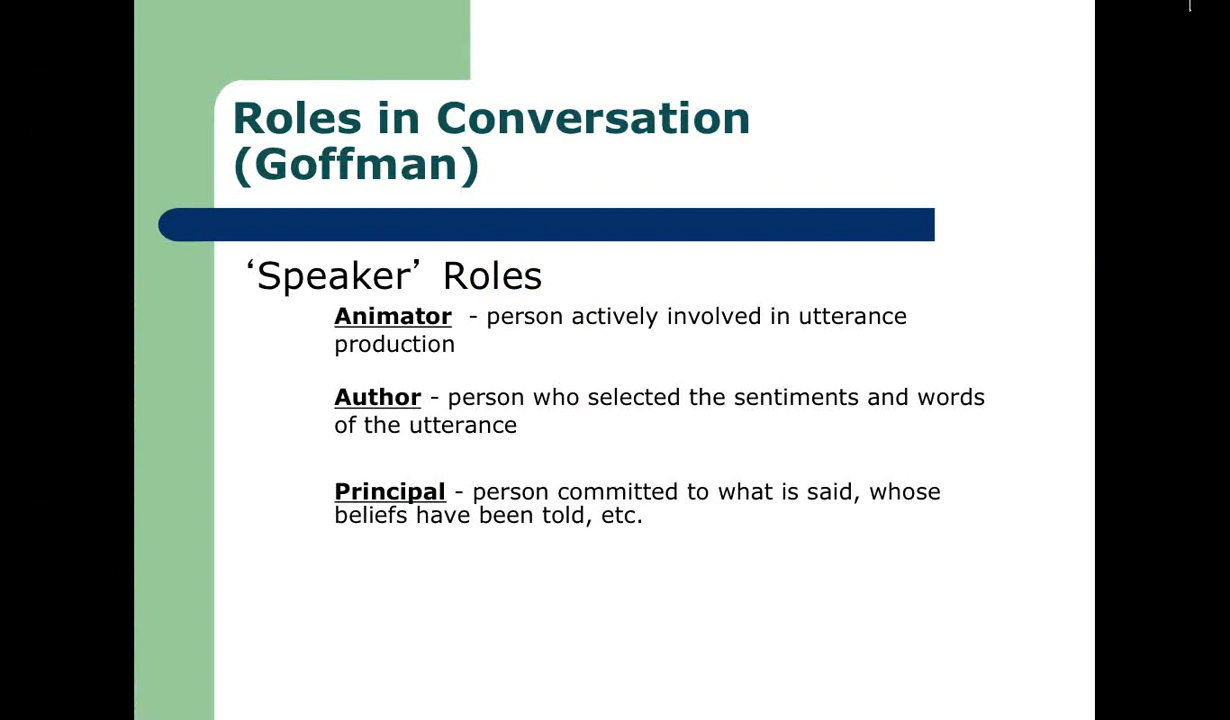 Roles in Conversation
(Goffman)
‘Speaker’ Roles
Animator - person actively involved in utterance
production
Author - person who selected the sentiments and words
of the utterance
Principal - person committed to what is said, whose
beliefs have been told, etc.